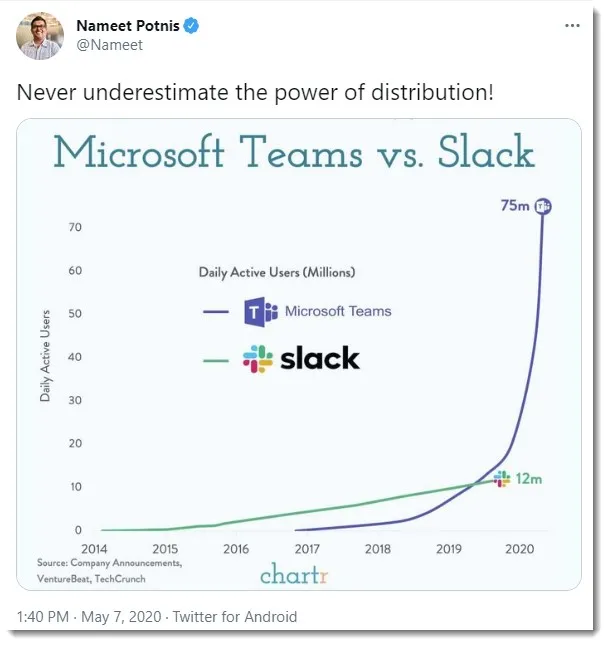 Nameet Potnis
@Nameet
Never underestimate the power of distribution!
Microsoft Teams vs. Slack
75m
70
60
50
40
30
20
10
0
Daily Active Users
Daily Active Users (Millions)
Microsoft Teams
slack
12m
2014 2015 2016 2017 2018 2019 2020
Source: Company Announcements,
VentureBeat, TechCrunch
chartr
1:40 PM · May 7, 2020 · Twitter for Android